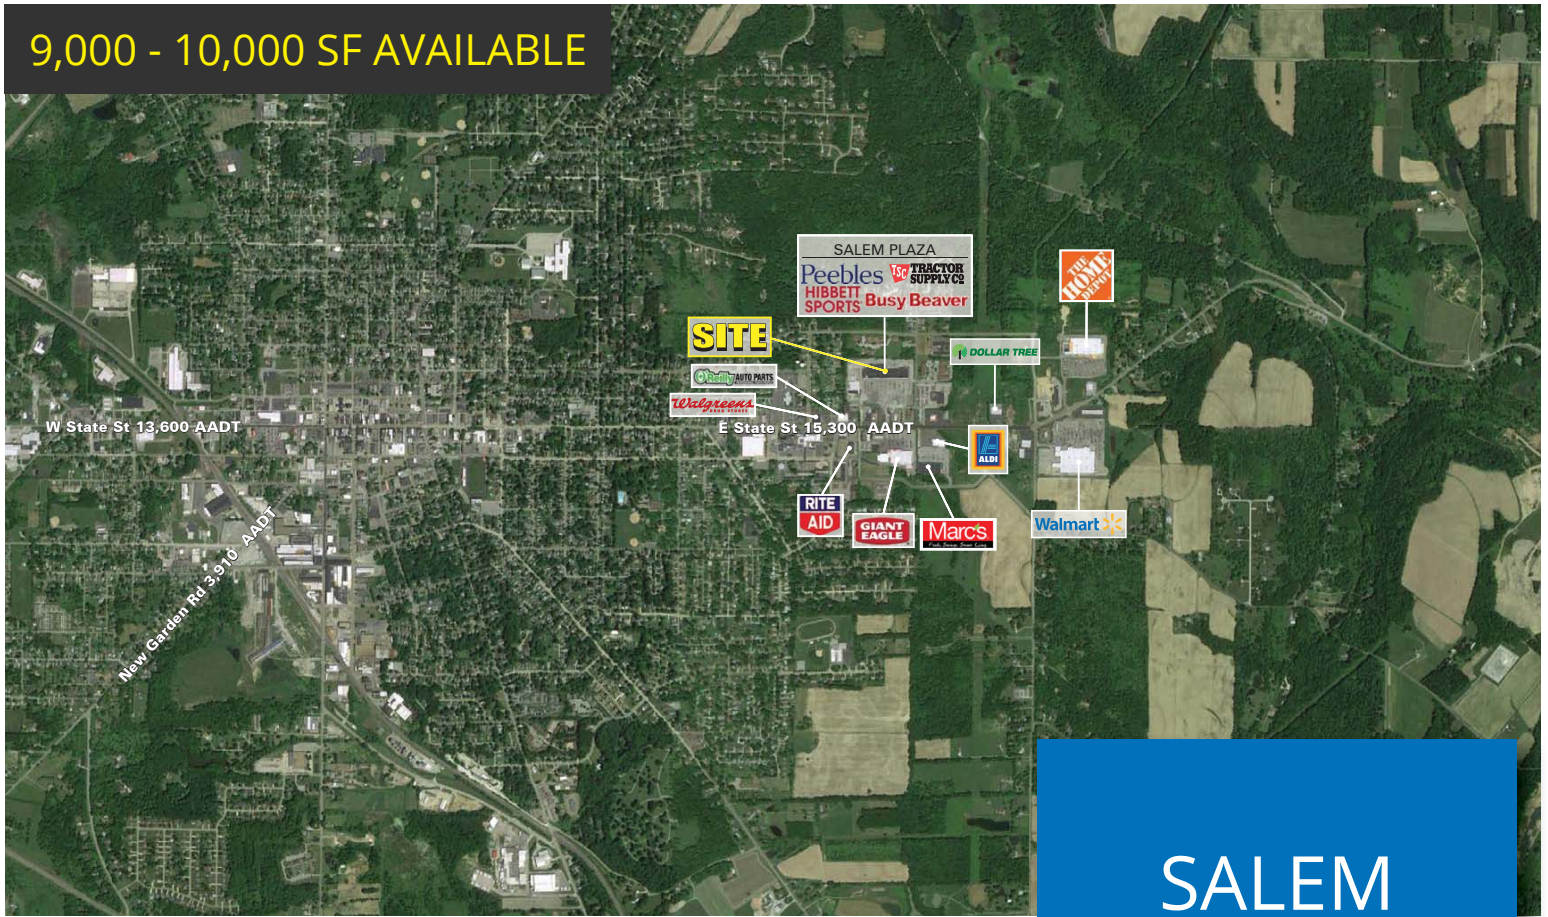 9,000 - 10,000 SF AVAILABLE
SALEM PLAZA
Peebles TSC TRACTOR SUPPLY CO
HIBBETT SPORTS Busy Beaver
THE HOME DEPOT
SITE
DOLLAR TREE
O'Reilly AUTO PARTS
Walgreens
W State St 13,600 AADT
E State St 15,300 AADT
ALDI
RITE AID
GIANT EAGLE
Marc's
Walmart
New Garden Rd 3,910 AADT
SALEM